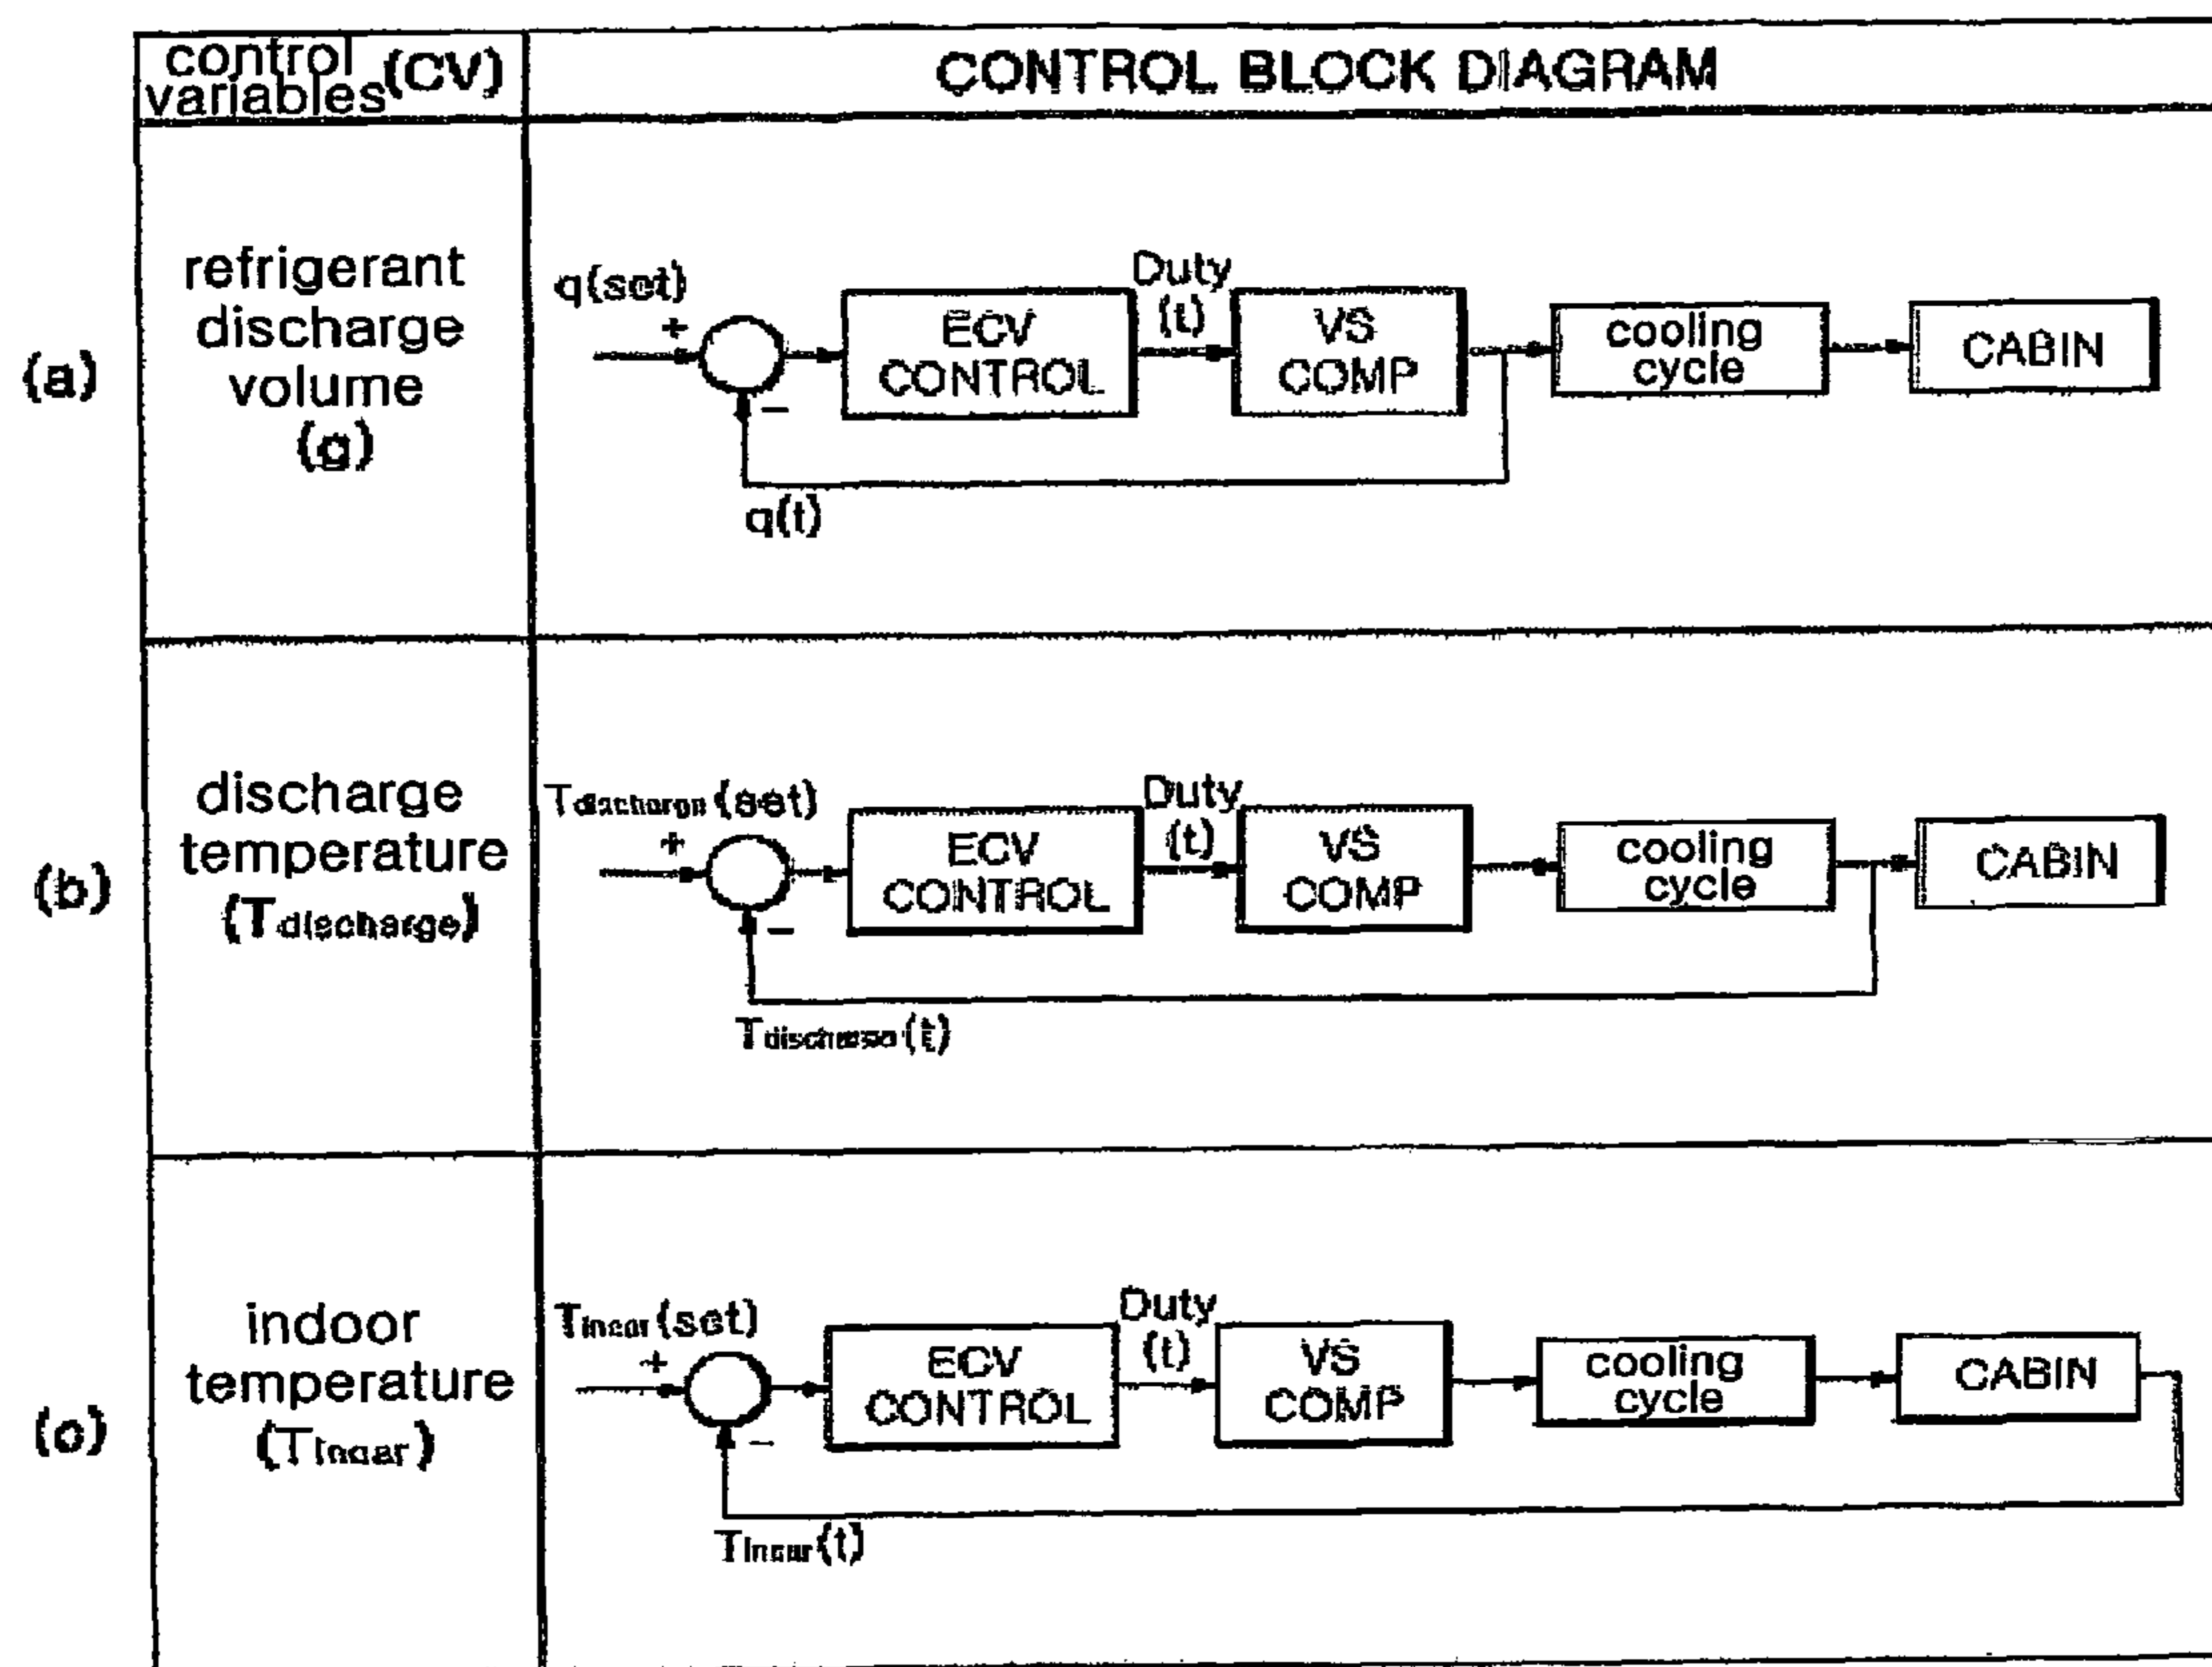 control variables (CV)
CONTROL BLOCK DIAGRAM
(a)
refrigerant
discharge
volume
(g)
q(set)
+
−
ECV
CONTROL
Duty
(t)
VS
COMP
cooling
cycle
CABIN
q(t)
(b)
discharge
temperature
(Tdischarge)
Tdischarge(set)
+
−
ECV
CONTROL
Duty
(t)
VS
COMP
cooling
cycle
CABIN
(t)
(c)
indoor
temperature
(Tincar)
Tincar(set)
+
−
ECV
CONTROL
Duty
(t)
VS
COMP
cooling
cycle
CABIN
Tincar(t)